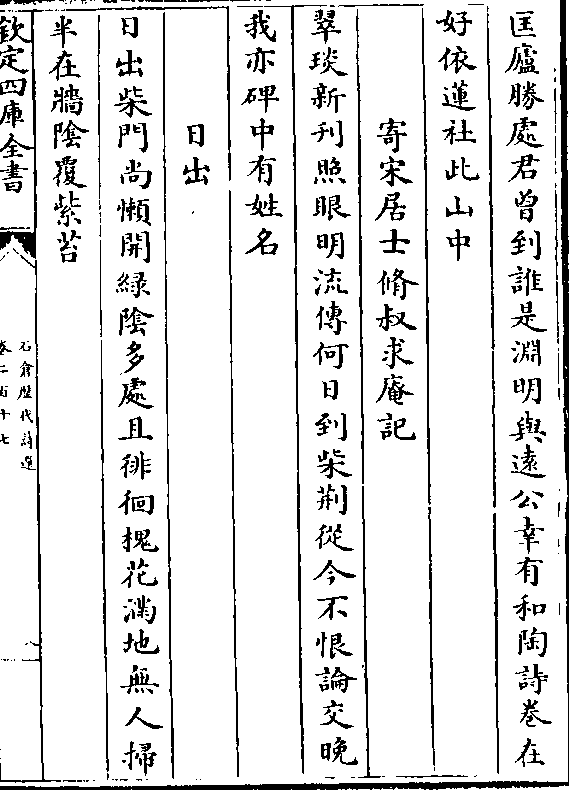 匡廬勝處君曾到誰是淵明與遠公幸有和陶詩卷在
好依蓮社此山中
寄宋居士脩叔求庵記
翠琰新刋照眼明流傳何日到柴荆從今不恨論交晚
我亦碑中有姓名
日出
日出柴門尚懶開緑陰多處且徘徊槐花滿地無人掃
半在牆陰覆紫苔
欽定四庫全書
石倉歴代詩選
卷二百十七
八